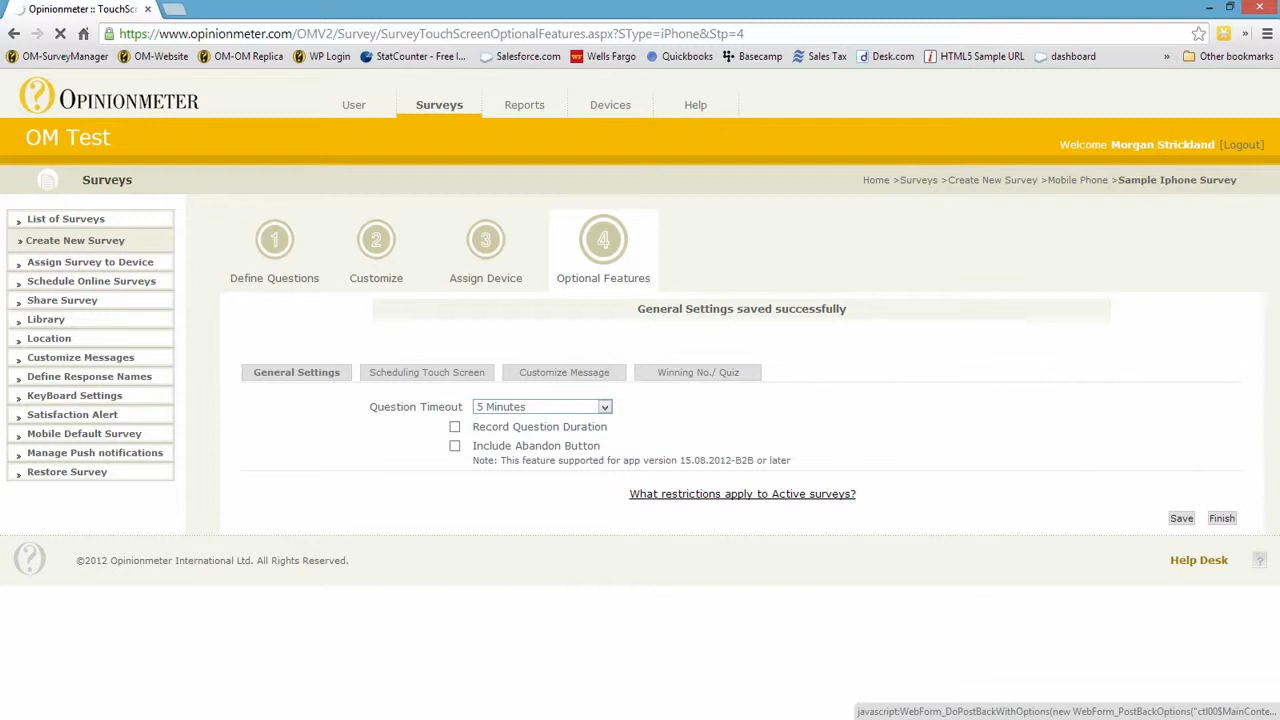 Opinionmeter :: TouchScr
https://www.opinionmeter.com/OMV2/Survey/SurveyTouchScreenOptionalFeatures.aspx?SType=iPhone&Stp=4
OM-SurveyManager OM-Website OM-OM Replica WP Login StatCounter - Free I... Salesforce.com Wells Fargo Quickbooks Basecamp Sales Tax Desk.com HTML5 Sample URL dashboard » Other bookmarks
OPINIONMETER
User Surveys Reports Devices Help
OM Test
Welcome Morgan Strickland [Logout]
Surveys
Home >Surveys >Create New Survey >Mobile Phone >Sample Iphone Survey
List of Surveys
Create New Survey
Assign Survey to Device
Schedule Online Surveys
Share Survey
Library
Location
Customize Messages
Define Response Names
KeyBoard Settings
Satisfaction Alert
Mobile Default Survey
Manage Push notifications
Restore Survey
1 2 3 4
Define Questions Customize Assign Device Optional Features
General Settings saved successfully
General Settings Scheduling Touch Screen Customize Message Winning No./ Quiz
Question Timeout 5 Minutes
Record Question Duration
Include Abandon Button
Note: This feature supported for app version 15.08.2012-B2B or later
What restrictions apply to Active surveys?
Save Finish
©2012 Opinionmeter International Ltd. All Rights Reserved.
Help Desk ?
javascript:WebForm_DoPostBackWithOptions(new WebForm_PostBackOptions("ctl00$MainConte...